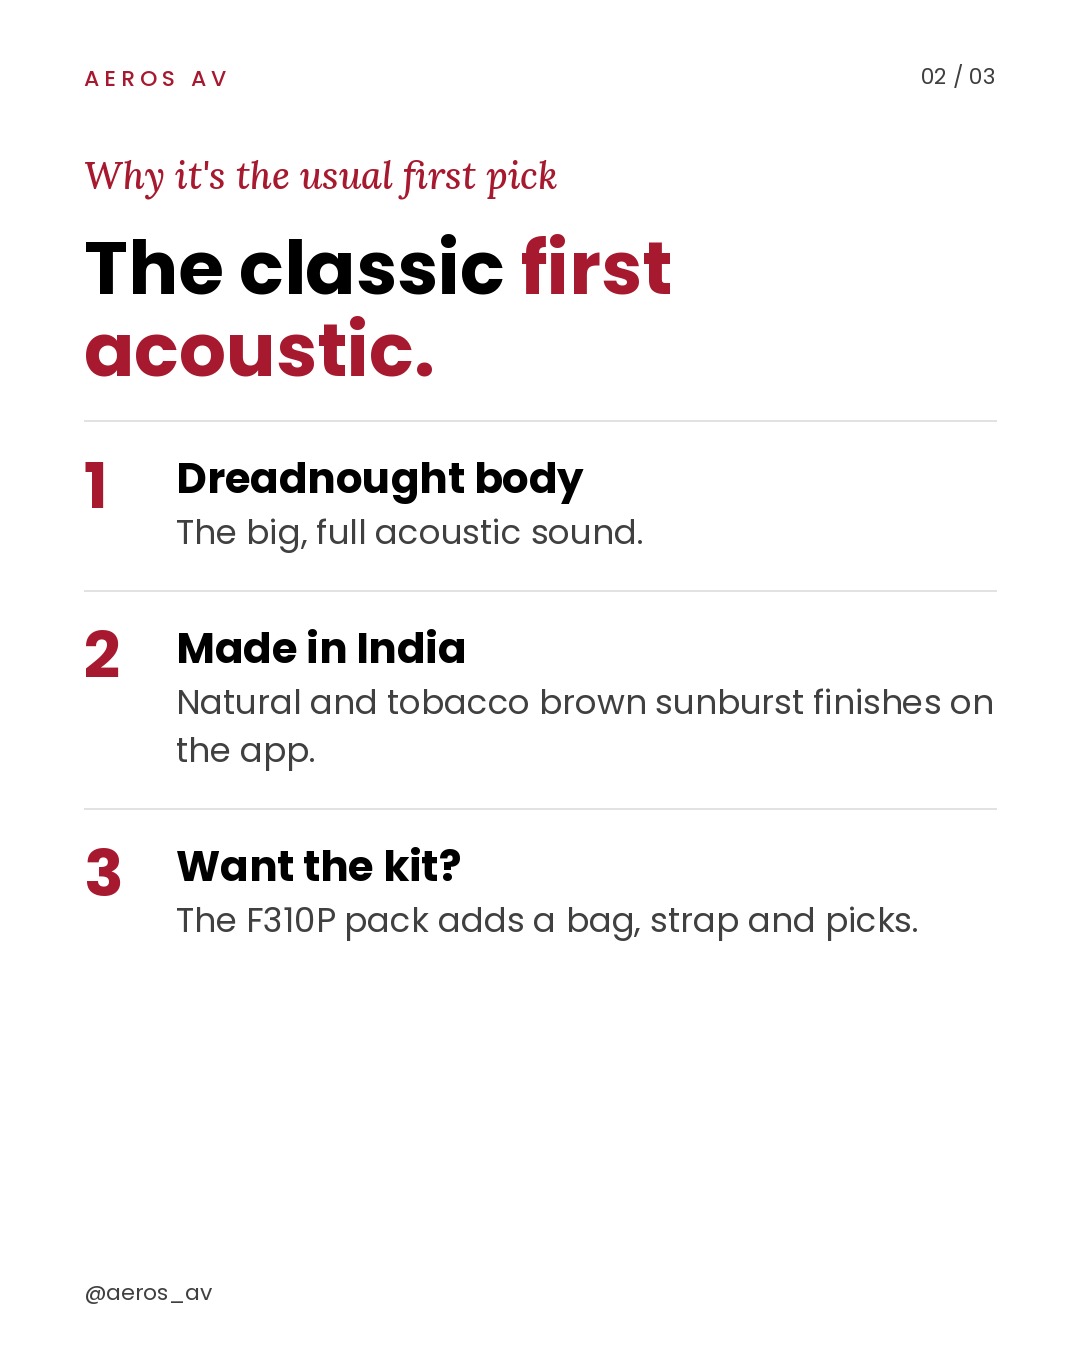 AEROS AV
02 / 03
Why it's the usual first pick
The classic first
acoustic.
1
Dreadnought body
The big, full acoustic sound.
2
Made in India
Natural and tobacco brown sunburst finishes on
the app.
3
Want the kit?
The F310P pack adds a bag, strap and picks.
@aeros_av